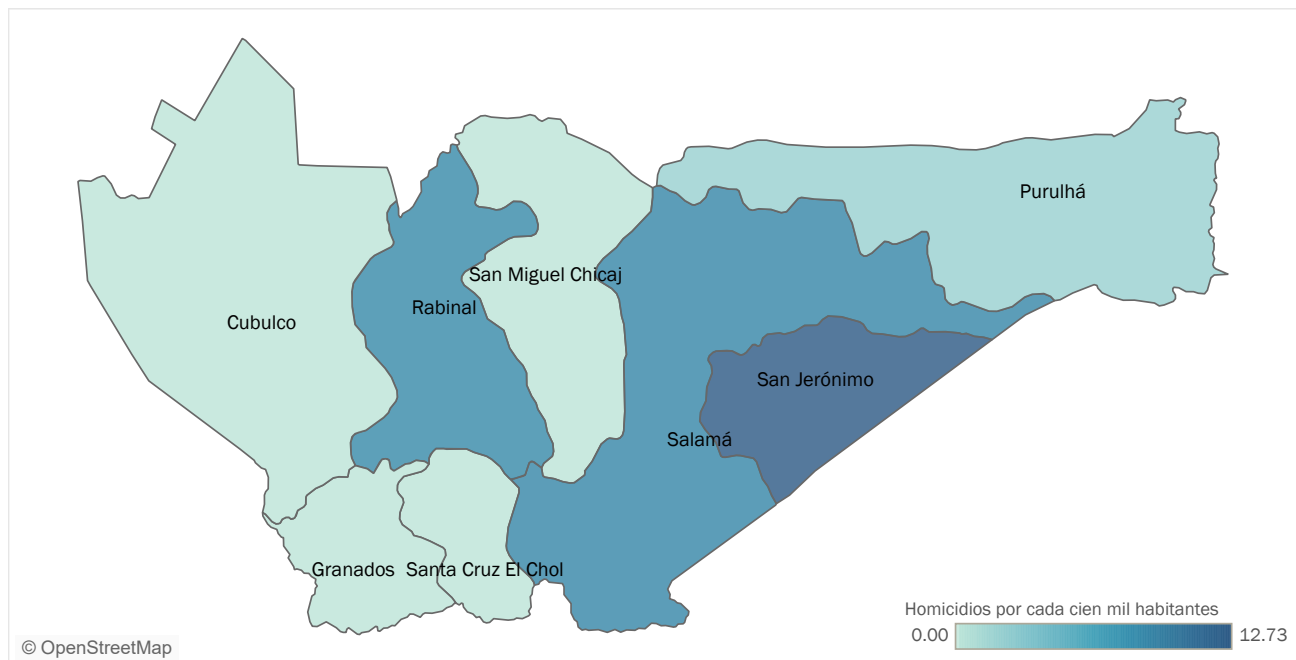 Purulhá
San Miguel Chicaj
Rabinal
Cubulco
San Jerónimo
Salamá
Granados
Santa Cruz El Chol
Homicidios por cada cien mil habitantes
0.00
12.73
© OpenStreetMap